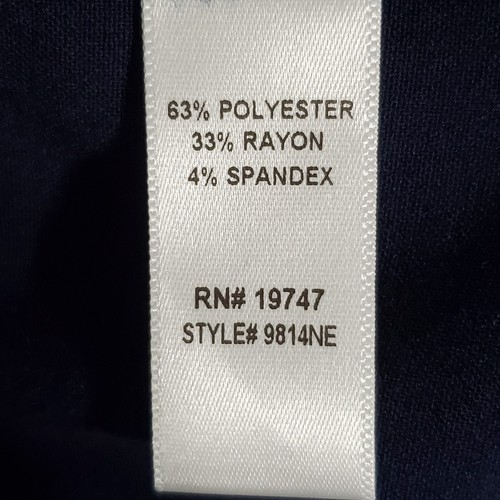 63% POLYESTER
33% RAYON
4% SPANDEX
RN# 19747
STYLE# 9814NE